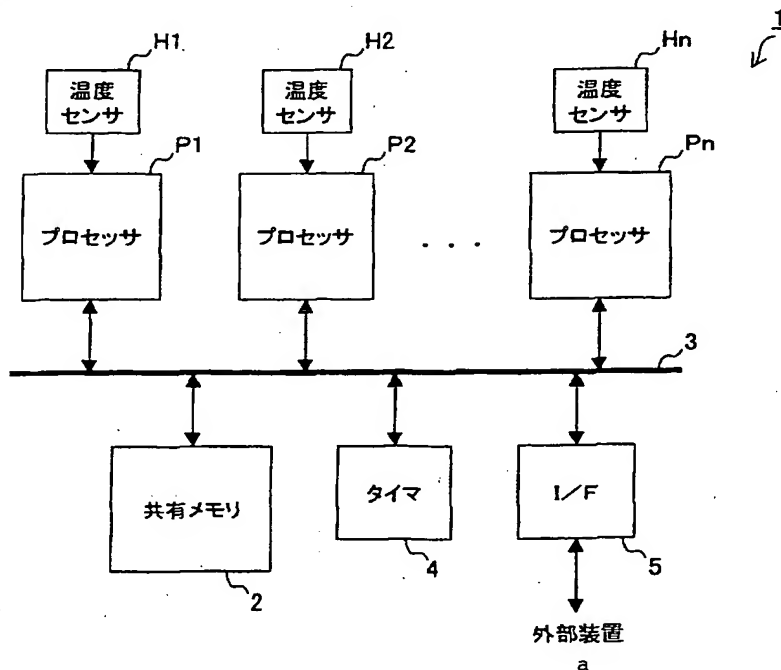 1
H1
H2
Hn
温度
センサ
温度
センサ
温度
センサ
P1
P2
Pn
プロセッサ
プロセッサ
. . .
プロセッサ
3
共有メモリ
タイマ
I/F
2
4
5
外部装置
a